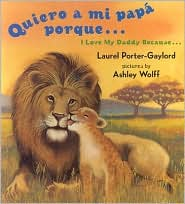 Quiero a mi papá
porque...
I Love My Daddy Because...
Laurel Porter-Gaylord
pictures by
Ashley Wolff